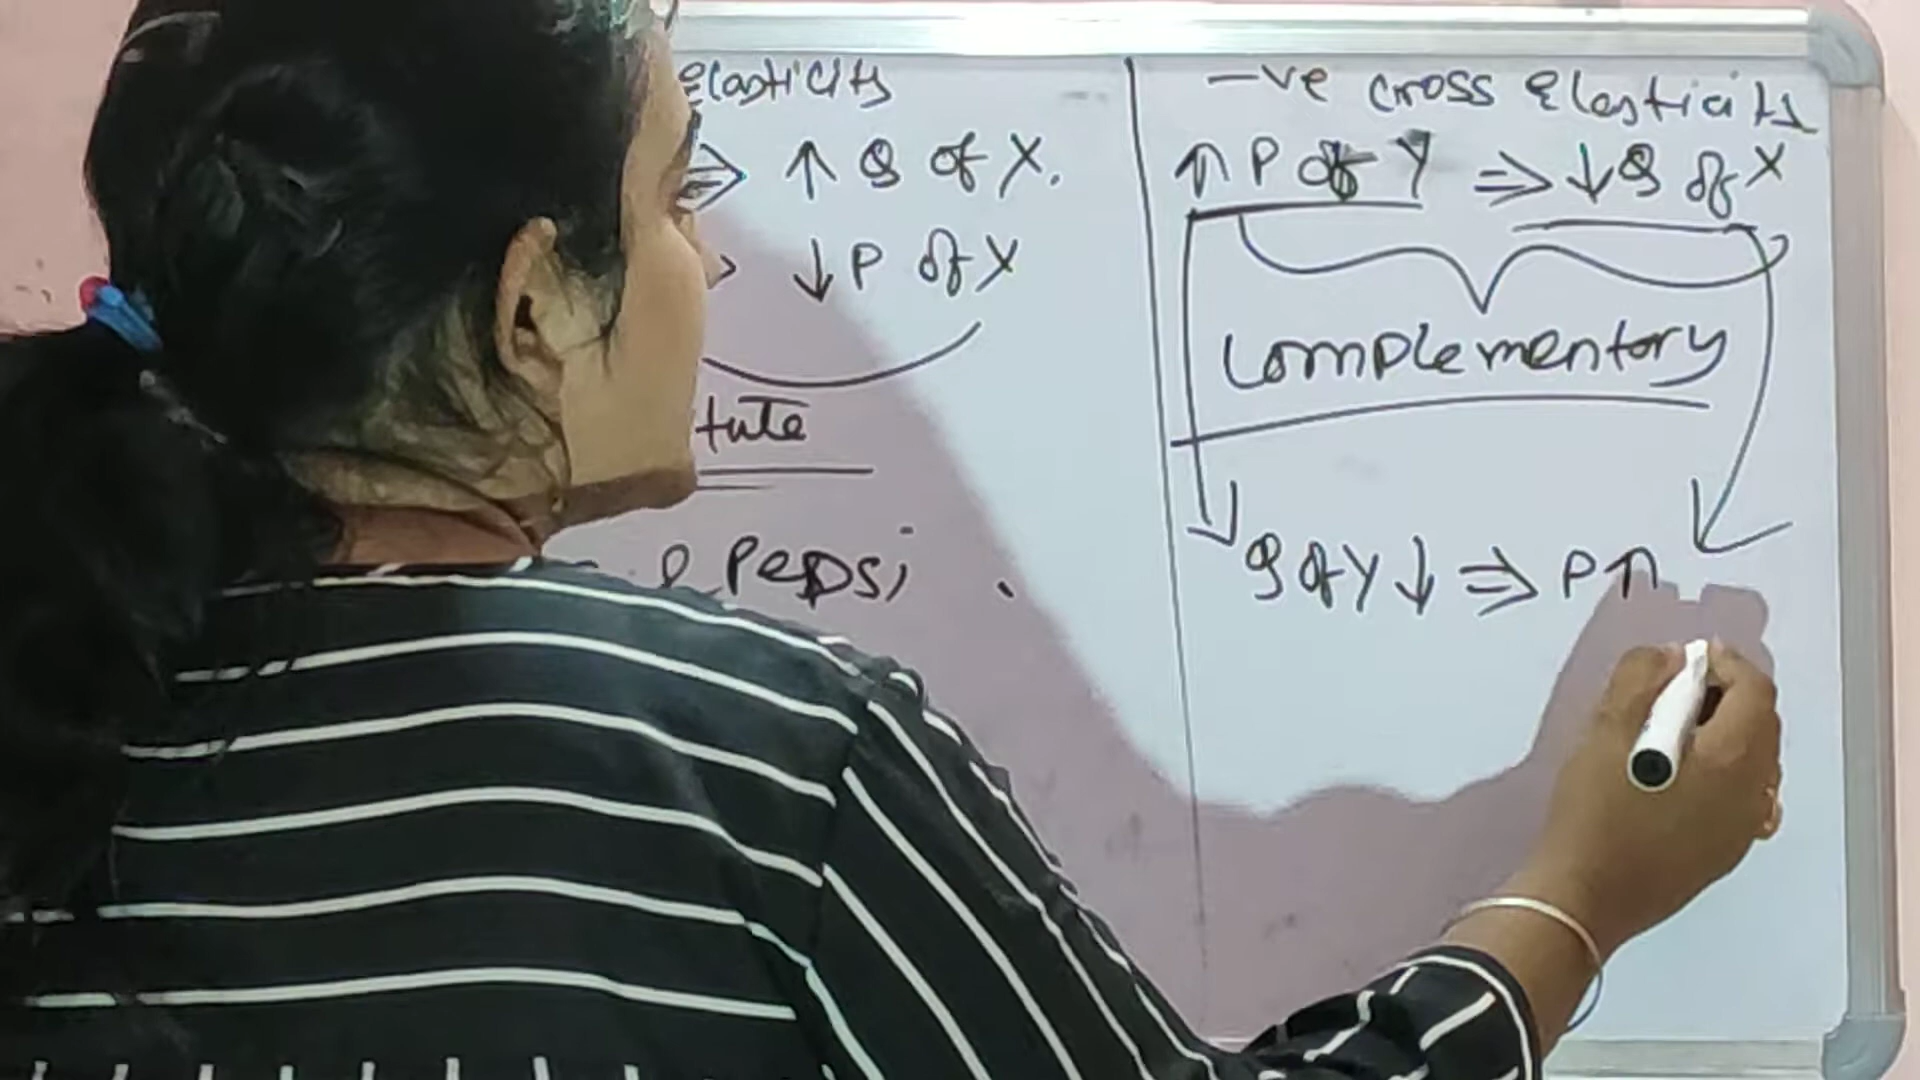 elasticity
⇒ ↑ Q of X.
↓ P of X
tute
& Pepsi
-ve cross elasticity
↑ P of Y ⇒ ↓ Q of X
complementary
Q of Y ↓ ⇒ P ↑